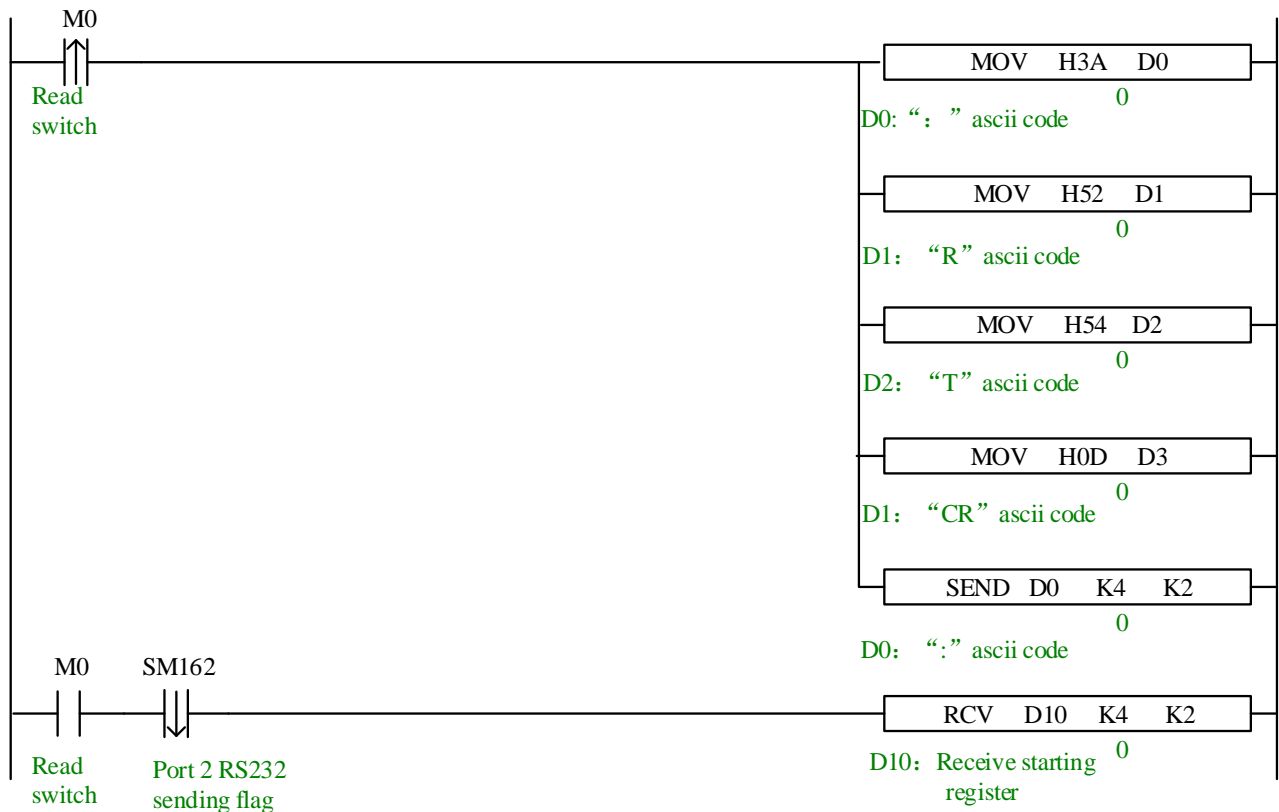 M0
MOV H3A D0
Read
switch
0
D0: “： ” ascii code
MOV H52 D1
0
D1： “R” ascii code
MOV H54 D2
0
D2： “T” ascii code
MOV H0D D3
0
D1： “CR” ascii code
SEND D0 K4 K2
0
D0： “:” ascii code
M0 SM162
RCV D10 K4 K2
0
Read
switch
Port 2 RS232
sending flag
D10： Receive starting
register